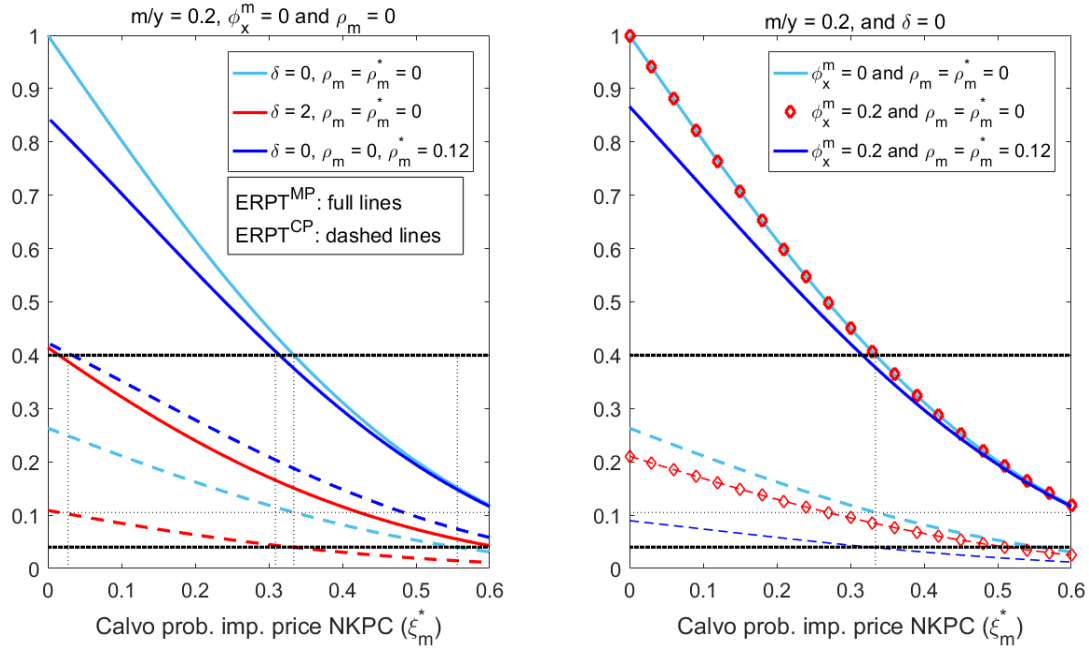 m/y = 0.2, ϕ_x^m = 0 and ρ_m = 0
1
0.9
0.8
0.7
0.6
0.5
0.4
0.3
0.2
0.1
0
δ = 0, ρ_m = ρ_m^* = 0
δ = 2, ρ_m = ρ_m^* = 0
δ = 0, ρ_m = 0, ρ_m^* = 0.12
ERPT^MP: full lines
ERPT^CP: dashed lines
0 0.1 0.2 0.3 0.4 0.5 0.6
Calvo prob. imp. price NKPC (ξ_m^*)
m/y = 0.2, and δ = 0
1
0.9
0.8
0.7
0.6
0.5
0.4
0.3
0.2
0.1
0
ϕ_x^m = 0 and ρ_m = ρ_m^* = 0
ϕ_x^m = 0.2 and ρ_m = ρ_m^* = 0
ϕ_x^m = 0.2 and ρ_m = ρ_m^* = 0.12
0 0.1 0.2 0.3 0.4 0.5 0.6
Calvo prob. imp. price NKPC (ξ_m^*)